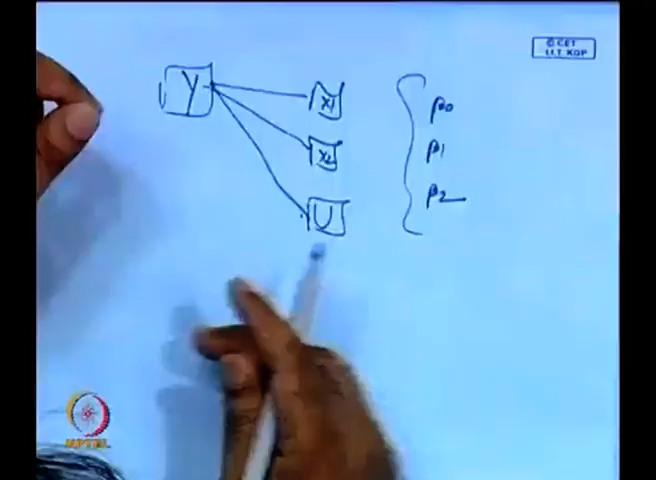 © CET
I.I.T. KGP
Y
X1
X2
U
β0
β1
β2
NPTEL